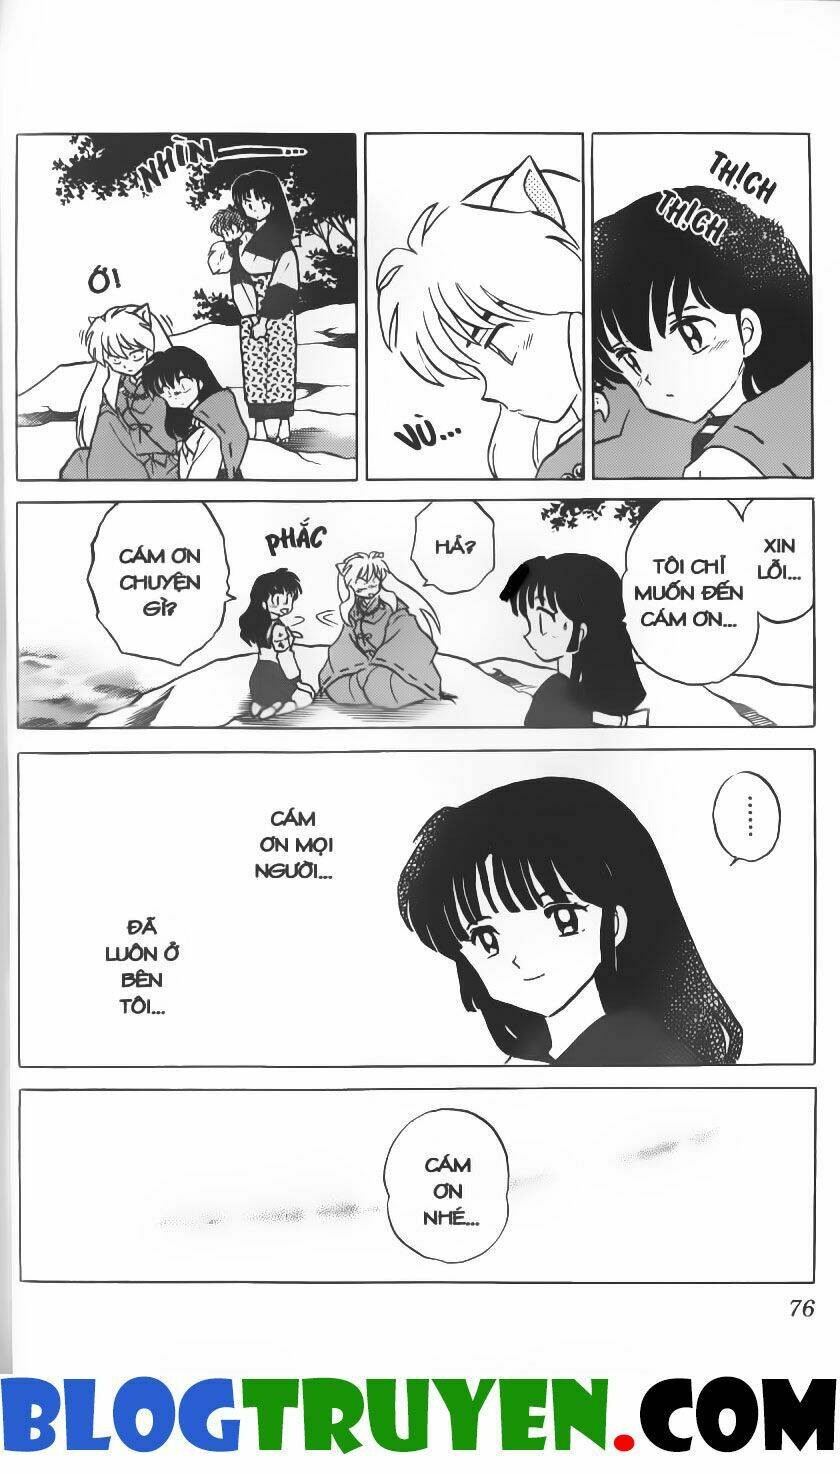 THỊCH
THỊCH
VÙ...
NHÌN
ỚI
XIN
LỖI...
TÔI CHỈ
MUỐN ĐẾN
CÁM ƠN...
HẢ?
PHẮC
CÁM ƠN
CHUYỆN
GÌ?
......
CÁM
ƠN MỌI
NGƯỜI...
ĐÃ
LUÔN Ở
BÊN
TÔI...
CÁM
ƠN
NHÉ...
76
BLOGTRUYEN.COM